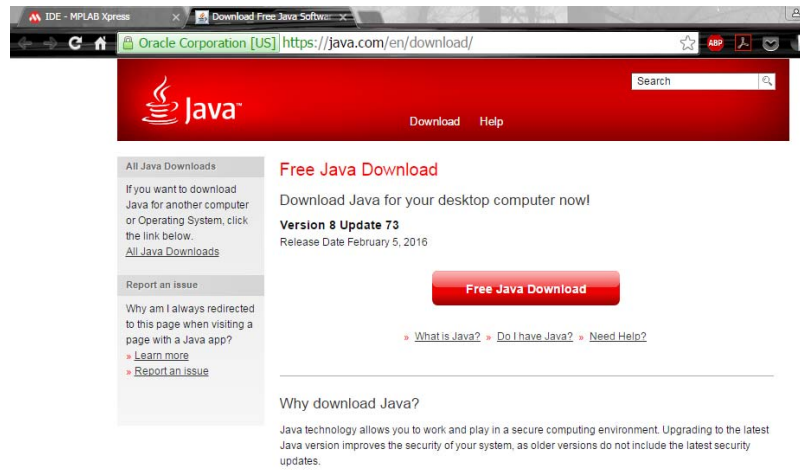 IDE - MPLAB Xpress
Download Free Java Softwar
Oracle Corporation [US] https://java.com/en/download/
ABP
Java™
Search
Download Help
All Java Downloads
If you want to download
Java for another computer
or Operating System, click
the link below.
All Java Downloads
Report an issue
Why am I always redirected
to this page when visiting a
page with a Java app?
» Learn more
» Report an issue
Free Java Download
Download Java for your desktop computer now!
Version 8 Update 73
Release Date February 5, 2016
Free Java Download
» What is Java? » Do I have Java? » Need Help?
Why download Java?
Java technology allows you to work and play in a secure computing environment. Upgrading to the latest
Java version improves the security of your system, as older versions do not include the latest security
updates.